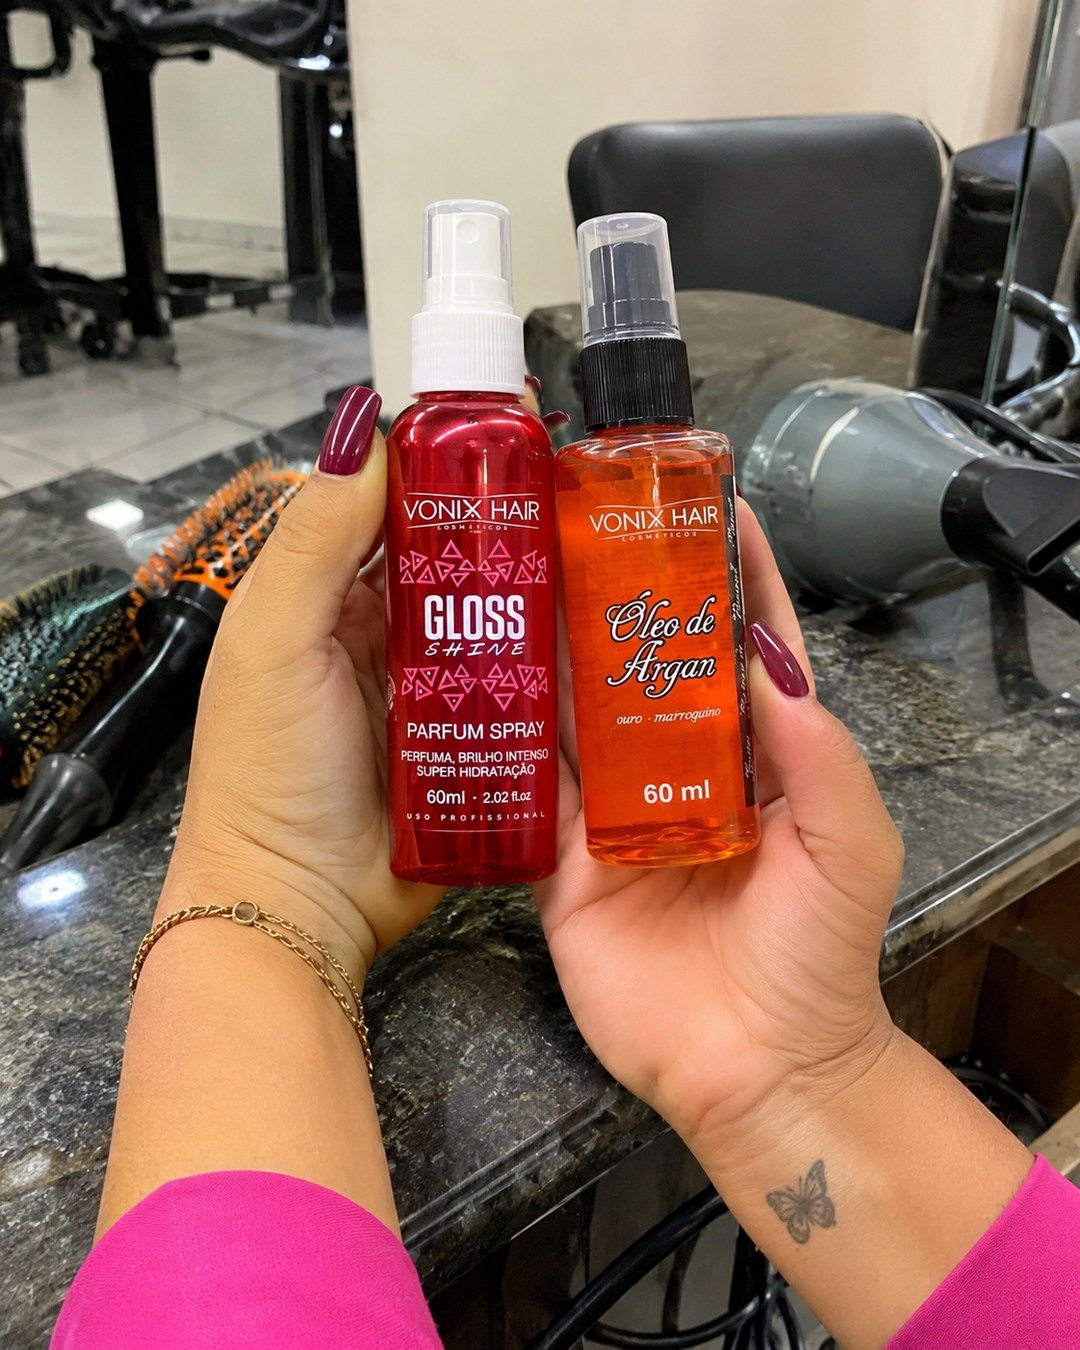 VONIX HAIR
COSMÉTICOS
GLOSS
SHINE
PARFUM SPRAY
PERFUMA, BRILHO INTENSO
SUPER HIDRATAÇÃO
60ml · 2.02 fl.oz
USO PROFISSIONAL
VONIX HAIR
COSMÉTICOS
Óleo de
Argan
ouro · marroquino
60 ml